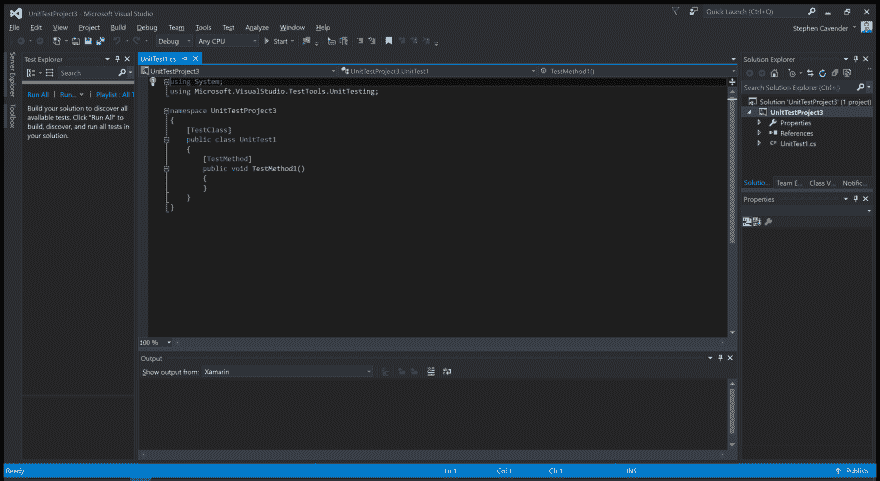 UnitTestProject3 - Microsoft Visual Studio
Quick Launch (Ctrl+Q)
File Edit View Project Build Debug Team Tools Test Analyze Window Help
Stephen Cavender
Debug Any CPU Start
Server Explorer
Toolbox
Test Explorer
Search
Run All | Run... | Playlist : All T
Build your solution to discover all
available tests. Click "Run All" to
build, discover, and run all tests in
your solution.
UnitTest1.cs
UnitTestProject3 UnitTestProject3.UnitTest1 TestMethod1()
using System;
using Microsoft.VisualStudio.TestTools.UnitTesting;
namespace UnitTestProject3
{
[TestClass]
public class UnitTest1
{
[TestMethod]
public void TestMethod1()
{
}
}
}
100 %
Output
Show output from: Xamarin
Solution Explorer
Search Solution Explorer (Ctrl+;)
Solution 'UnitTestProject3' (1 project)
UnitTestProject3
Properties
References
UnitTest1.cs
Solutio... Team E... Class V... Notific...
Properties
Ready Ln 1 Col 1 Ch 1 INS Publish